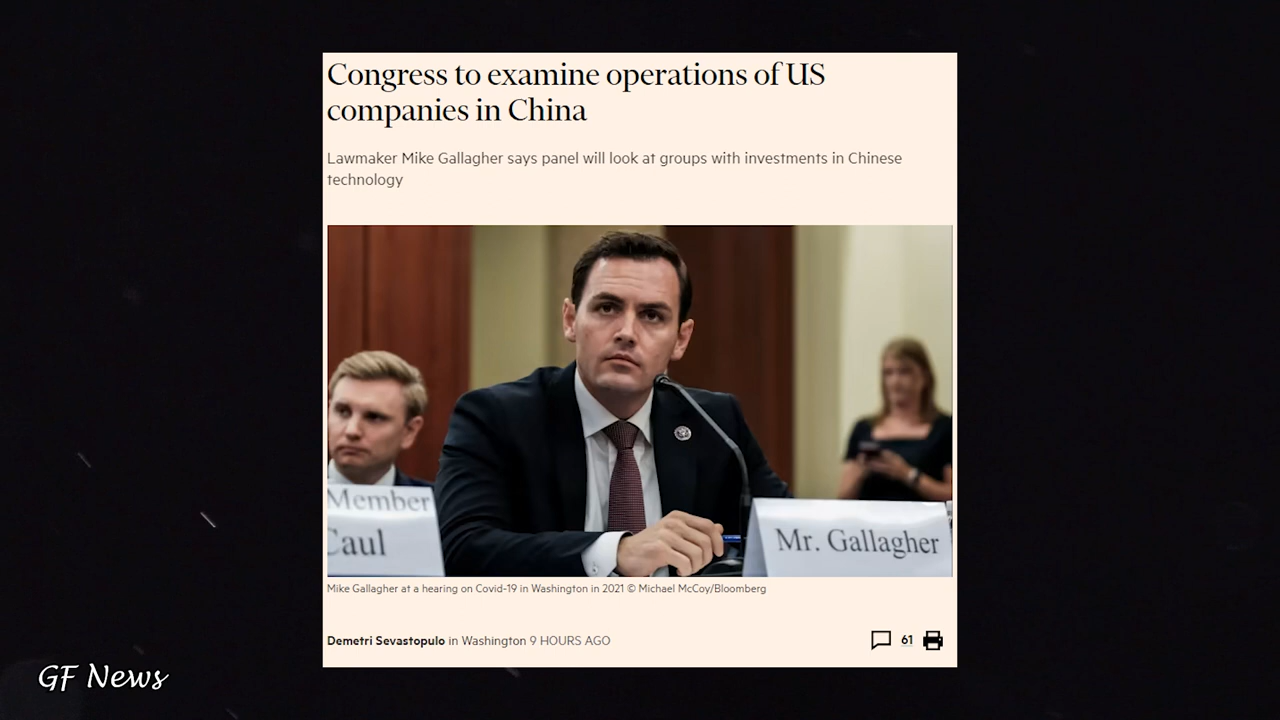 Congress to examine operations of US
companies in China
Lawmaker Mike Gallagher says panel will look at groups with investments in Chinese
technology
Member
Caul
Mr. Gallagher
Mike Gallagher at a hearing on Covid-19 in Washington in 2021 © Michael McCoy/Bloomberg
Demetri Sevastopulo in Washington 9 HOURS AGO
61
GF News